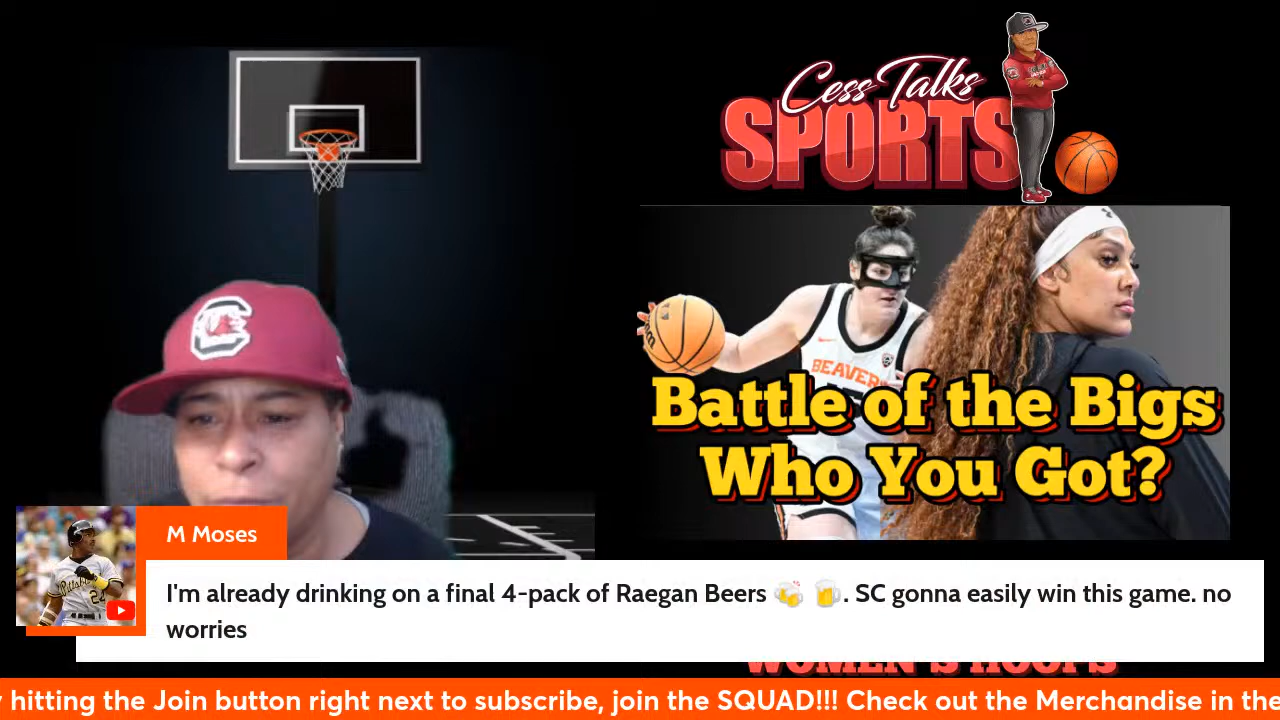 Cess Talks
SPORTS
BEAVERS
Battle of the Bigs
Who You Got?
M Moses
Pittsburgh
24
I'm already drinking on a final 4-pack of Raegan Beers 🍻 🍺. SC gonna easily win this game. no
worries
WOMEN'S HOOPS
hitting the Join button right next to subscribe, join the SQUAD!!! Check out the Merchandise in the